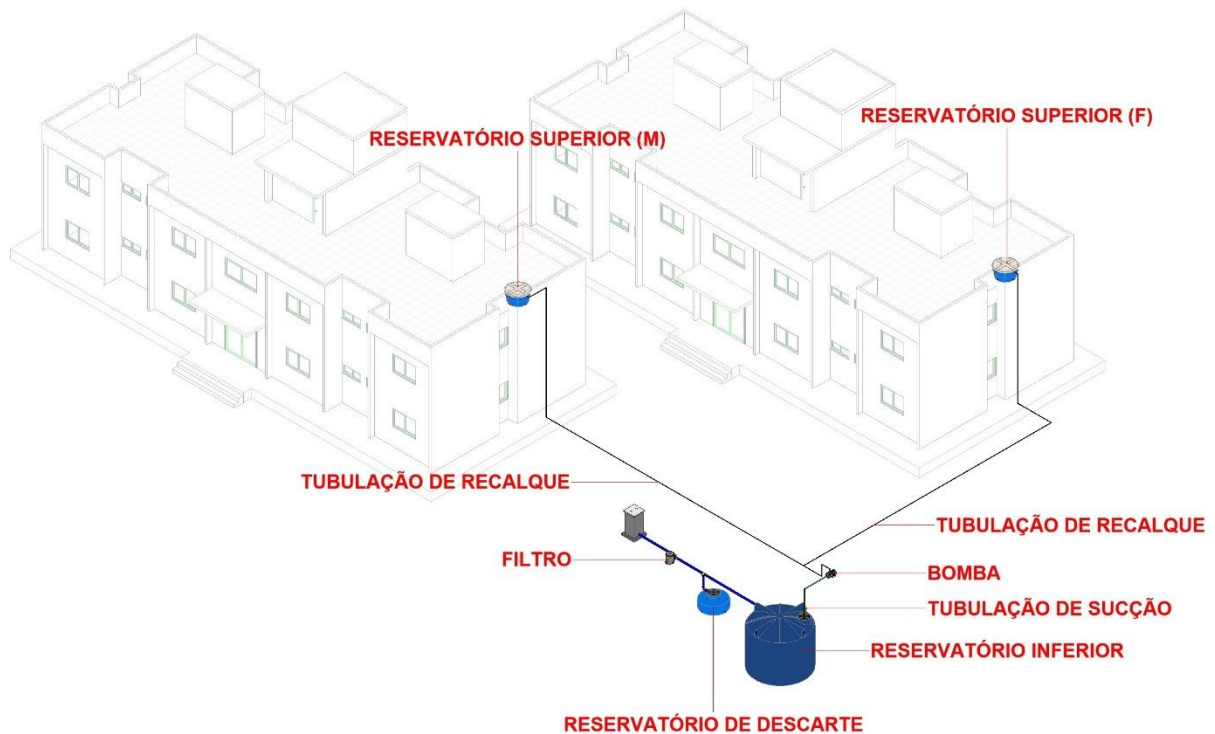 RESERVATÓRIO SUPERIOR (F)
RESERVATÓRIO SUPERIOR (M)
TUBULAÇÃO DE RECALQUE
TUBULAÇÃO DE RECALQUE
FILTRO
BOMBA
TUBULAÇÃO DE SUCÇÃO
RESERVATÓRIO INFERIOR
RESERVATÓRIO DE DESCARTE